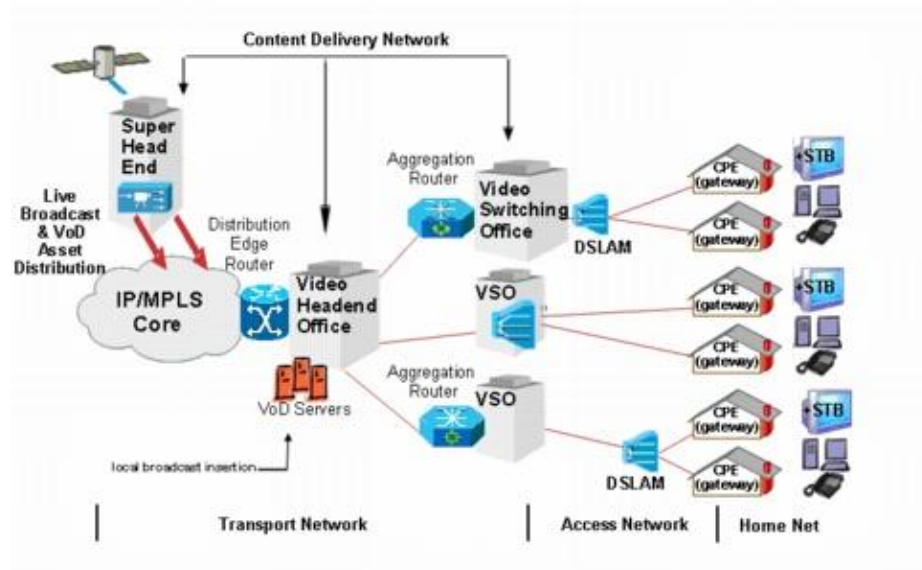 Content Delivery Network
Super
Head
End
Live
Broadcast
& VoD
Asset
Distribution
IP/MPLS
Core
Distribution
Edge
Router
Video
Headend
Office
VoD Servers
local broadcast insertion
Aggregation
Router
Video
Switching
Office
DSLAM
VSO
Aggregation
Router
VSO
DSLAM
CPE
(gateway)
STB
CPE
(gateway)
CPE
(gateway)
STB
CPE
(gateway)
CPE
(gateway)
STB
CPE
(gateway)
Transport Network
Access Network
Home Net